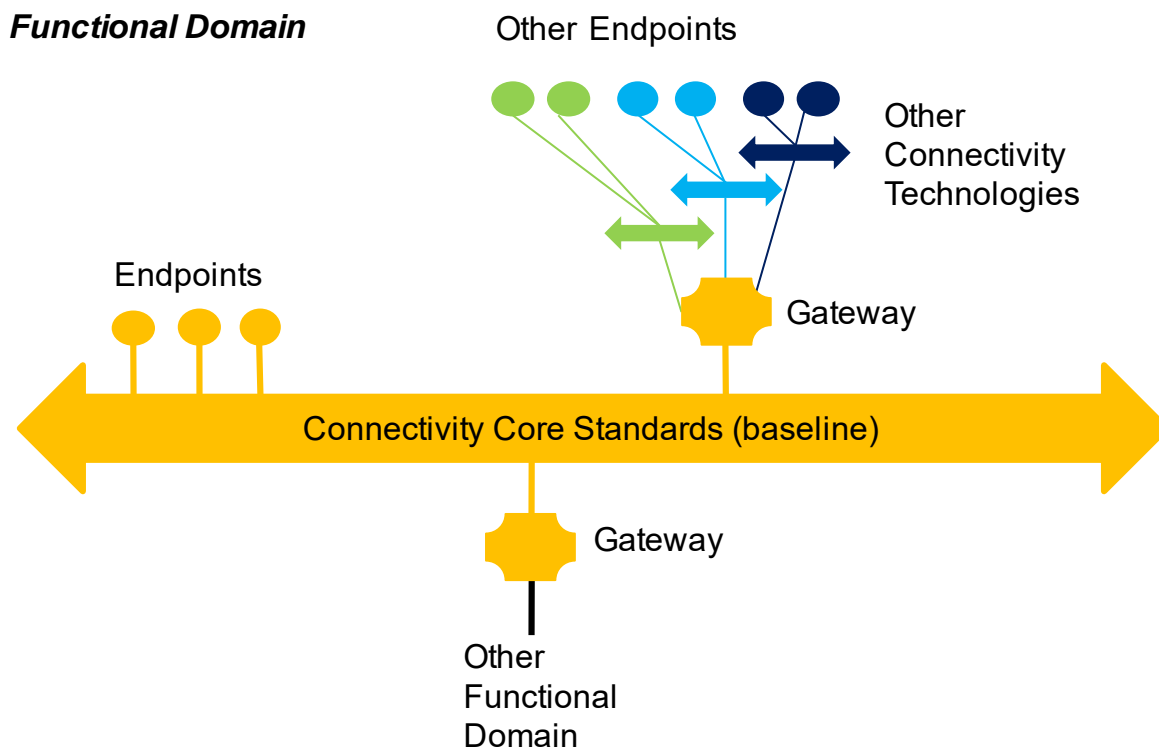 Functional Domain
Other Endpoints
Other
Connectivity
Technologies
Endpoints
Gateway
Connectivity Core Standards (baseline)
Gateway
Other
Functional
Domain